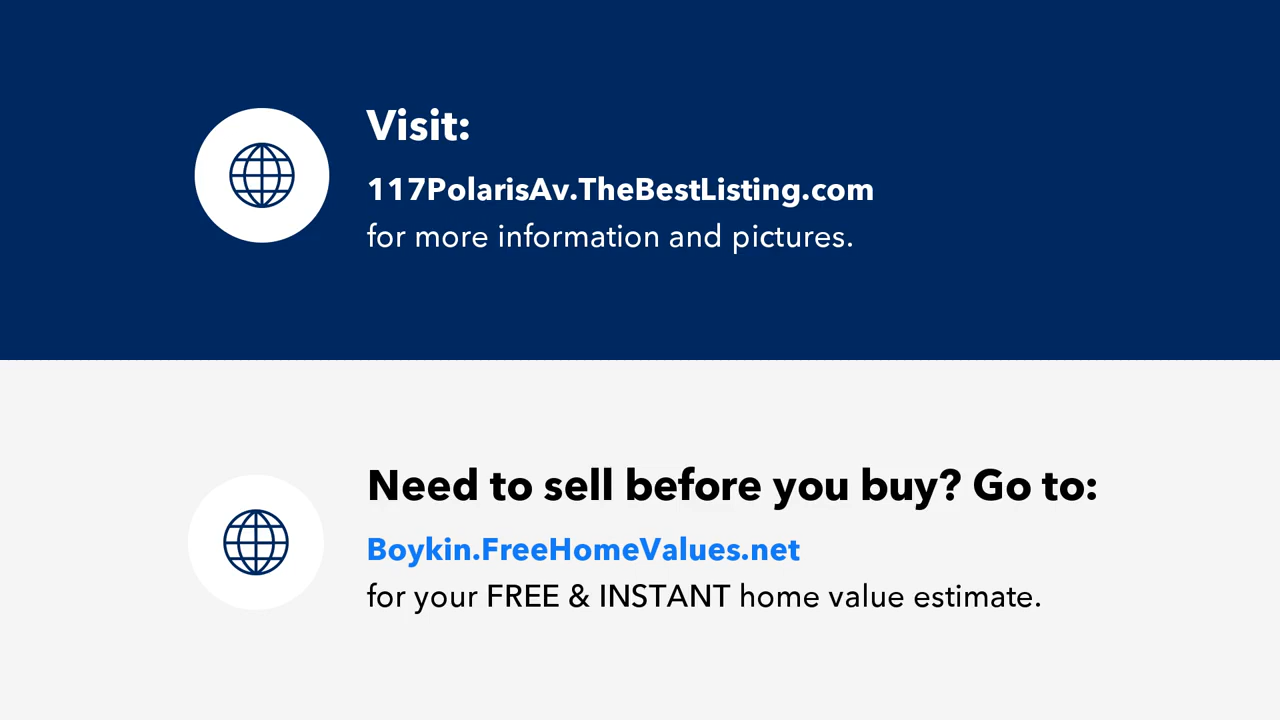 Visit:
117PolarisAv.TheBestListing.com
for more information and pictures.
Need to sell before you buy? Go to:
Boykin.FreeHomeValues.net
for your FREE & INSTANT home value estimate.